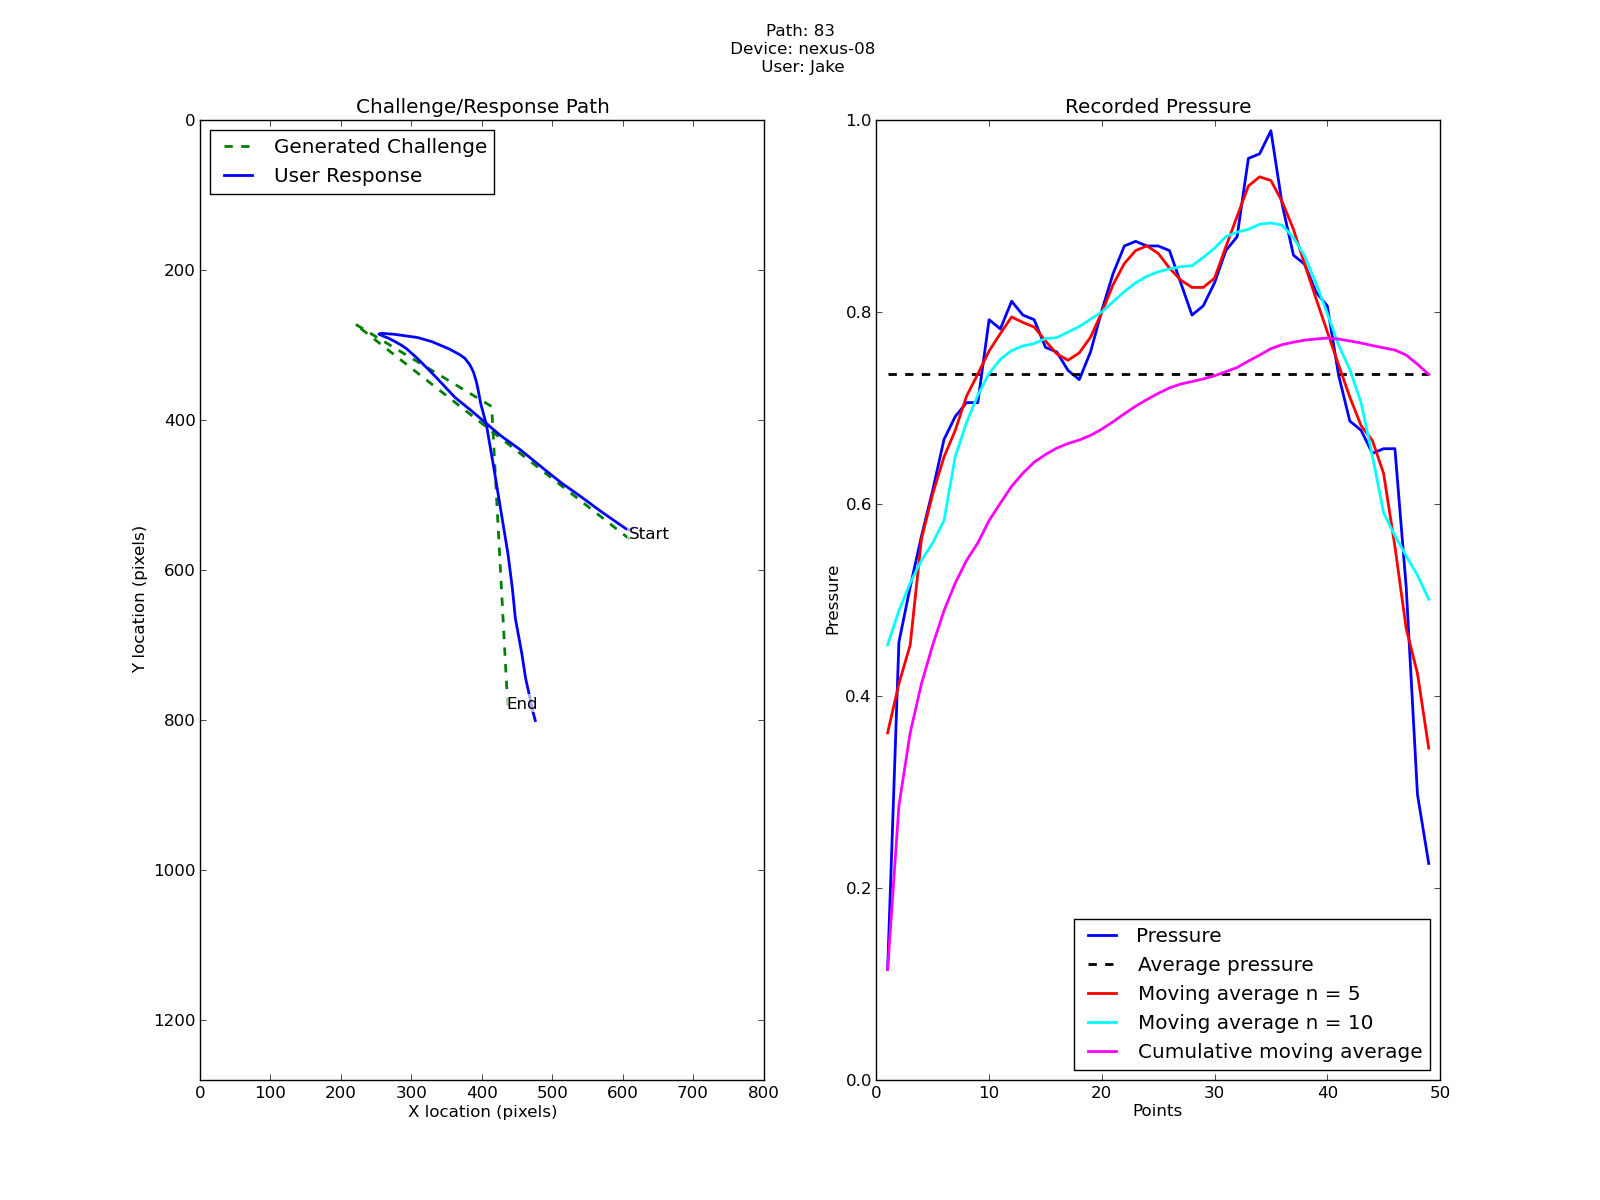 Path: 83
Device: nexus-08
User: Jake
Challenge/Response Path
Generated Challenge
User Response
0
200
400
600
800
1000
1200
Y location (pixels)
Start
End
0 100 200 300 400 500 600 700 800
X location (pixels)
Recorded Pressure
1.0
0.8
0.6
0.4
0.2
0.0
Pressure
Pressure
Average pressure
Moving average n = 5
Moving average n = 10
Cumulative moving average
0 10 20 30 40 50
Points